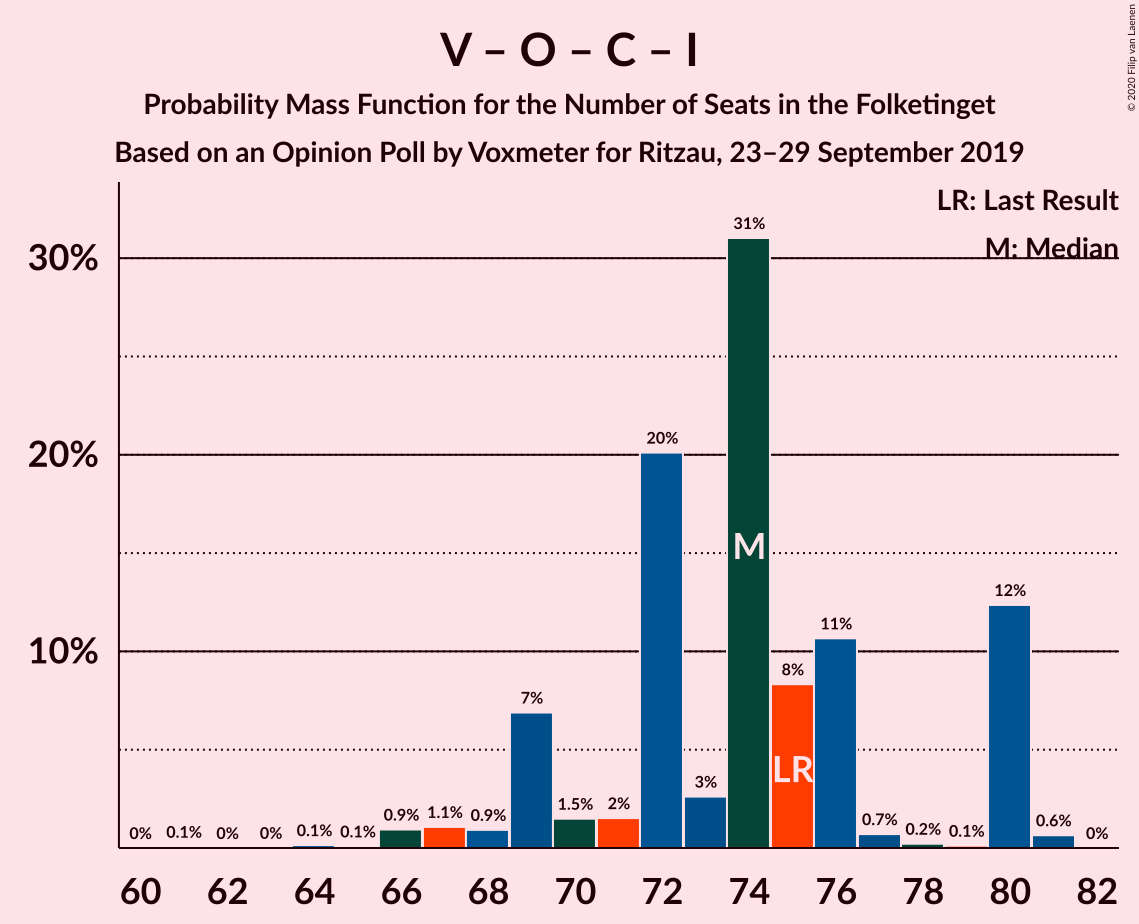 V – O – C – I
Probability Mass Function for the Number of Seats in the Folketinget
Based on an Opinion Poll by Voxmeter for Ritzau, 23–29 September 2019
© 2020 Filip van Laenen
LR: Last Result
M: Median
30%
20%
10%
0%
0.1%
0%
0%
0.1%
0.1%
0.9%
1.1%
0.9%
7%
1.5%
2%
20%
3%
31%
8%
11%
0.7%
0.2%
0.1%
12%
0.6%
0%
M
LR
60 62 64 66 68 70 72 74 76 78 80 82